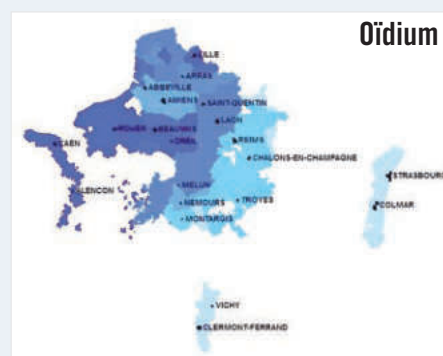 Oïdium
LILLE
ARRAS
ABBEVILLE
AMIENS
SAINT-QUENTIN
LAON
ROUEN
BEAUVAIS
REIMS
CREIL
CAEN
CHALONS-EN-CHAMPAGNE
STRASBOURG
ALENCON
MELUN
NEMOURS
TROYES
COLMAR
MONTARGIS
VICHY
CLERMONT-FERRAND